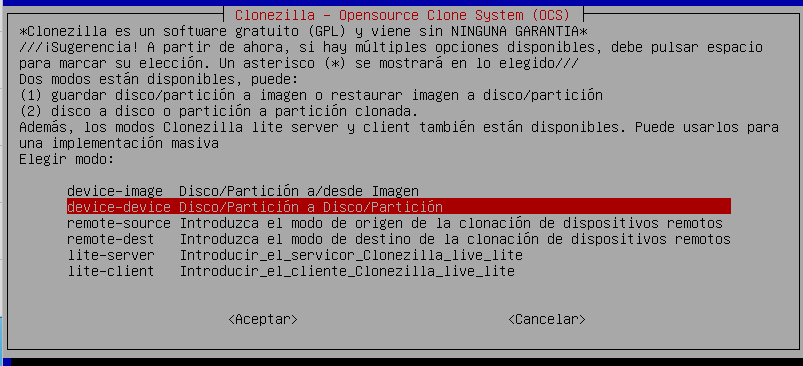 Clonezilla - Opensource Clone System (OCS)
*Clonezilla es un software gratuito (GPL) y viene sin NINGUNA GARANTIA*
///¡Sugerencia! A partir de ahora, si hay múltiples opciones disponibles, debe pulsar espacio
para marcar su elección. Un asterisco (*) se mostrará en lo elegido///
Dos modos están disponibles, puede:
(1) guardar disco/partición a imagen o restaurar imagen a disco/partición
(2) disco a disco o partición a partición clonada.
Además, los modos Clonezilla lite server y client también están disponibles. Puede usarlos para
una implementación masiva
Elegir modo:
device-image Disco/Partición a/desde Imagen
device-device Disco/Partición a Disco/Partición
remote-source Introduzca el modo de origen de la clonación de dispositivos remotos
remote-dest Introduzca el modo de destino de la clonación de dispositivos remotos
lite-server Introducir_el_servicor_Clonezilla_live_lite
lite-client Introducir_el_cliente_Clonezilla_live_lite
<Aceptar> <Cancelar>